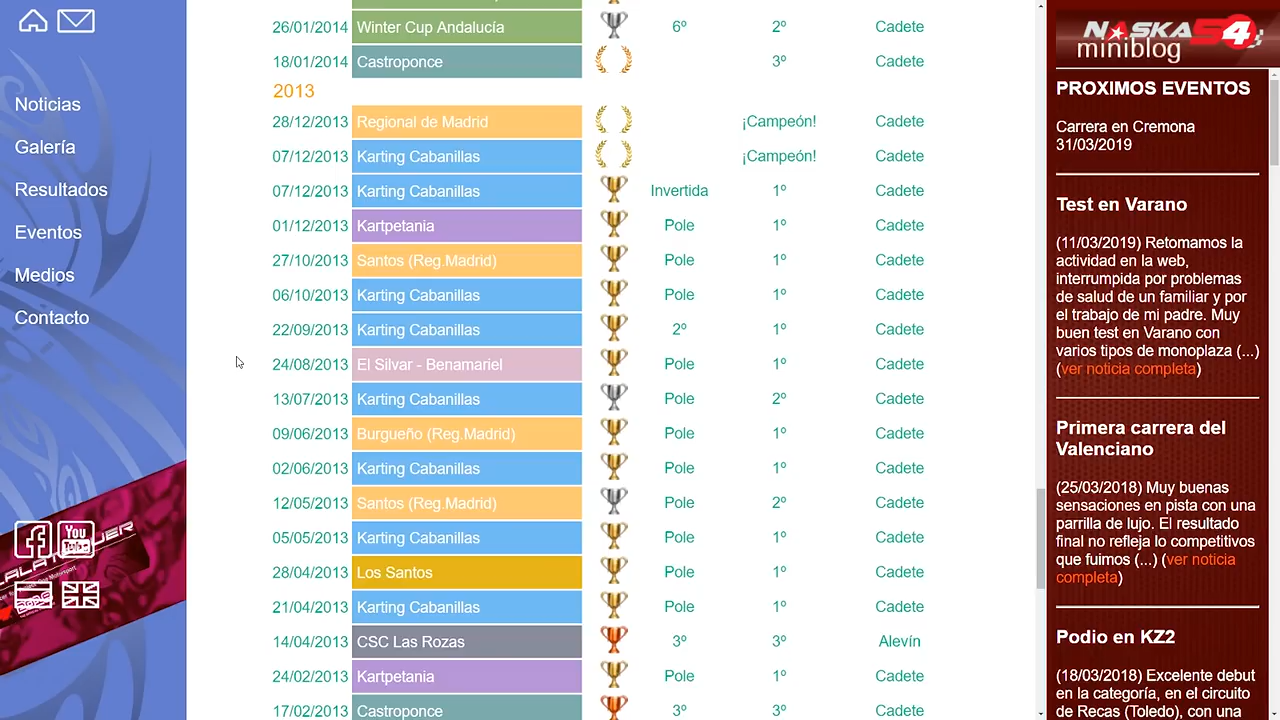 Noticias
Galería
Resultados
Eventos
Medios
Contacto
You
Tube
26/01/2014 Winter Cup Andalucía 6º 2º Cadete
18/01/2014 Castroponce 3º Cadete
2013
28/12/2013 Regional de Madrid ¡Campeón! Cadete
07/12/2013 Karting Cabanillas ¡Campeón! Cadete
07/12/2013 Karting Cabanillas Invertida 1º Cadete
01/12/2013 Kartpetania Pole 1º Cadete
27/10/2013 Santos (Reg.Madrid) Pole 1º Cadete
06/10/2013 Karting Cabanillas Pole 1º Cadete
22/09/2013 Karting Cabanillas 2º 1º Cadete
24/08/2013 El Silvar - Benamariel Pole 1º Cadete
13/07/2013 Karting Cabanillas Pole 2º Cadete
09/06/2013 Burgueño (Reg.Madrid) Pole 1º Cadete
02/06/2013 Karting Cabanillas Pole 1º Cadete
12/05/2013 Santos (Reg.Madrid) Pole 2º Cadete
05/05/2013 Karting Cabanillas Pole 1º Cadete
28/04/2013 Los Santos Pole 1º Cadete
21/04/2013 Karting Cabanillas Pole 1º Cadete
14/04/2013 CSC Las Rozas 3º 3º Alevín
24/02/2013 Kartpetania Pole 1º Cadete
17/02/2013 Castroponce 3º 3º Cadete
NASKA54
miniblog
PROXIMOS EVENTOS
Carrera en Cremona
31/03/2019
Test en Varano
(11/03/2019) Retomamos la
actividad en la web,
interrumpida por problemas
de salud de un familiar y por
el trabajo de mi padre. Muy
buen test en Varano con
varios tipos de monoplaza (...)
(ver noticia completa)
Primera carrera del
Valenciano
(25/03/2018) Muy buenas
sensaciones en pista con una
parrilla de lujo. El resultado
final no refleja lo competitivos
que fuimos (...) (ver noticia
completa)
Podio en KZ2
(18/03/2018) Excelente debut
en la categoría, en el circuito
de Recas (Toledo), con una